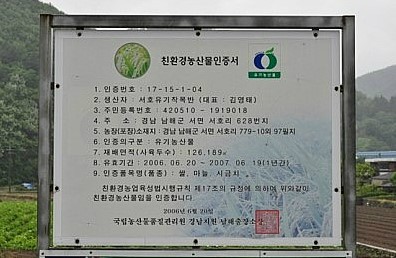 친환경농산물인증서
유기농산물
1. 인증번호 : 17-15-1-04
2. 생산자 : 서호유기작목반 (대표 : 김영태)
3. 주민등록번호 : 420510 - 1919018
4. 주 소 : 경남 남해군 서면 서호리 628번지
5. 농장(포장)소재지 : 경남 남해군 서면 서호리 779-10외 97필지
6. 인증의구분 : 유기농산물
7. 재배면적(사육두수) : 126,189㎡
8. 유효기간 : 2006. 06. 20 ~ 2007. 06. 19(1년간)
9. 인증품목명(품종) : 쌀, 마늘, 시금치
친환경농업육성법시행규칙 제17조의 규정에 의하여 위와같이
친환경농산물임을 인증합니다
2006년 6월 20일
국립농산물품질관리원 경남지원 남해출장소